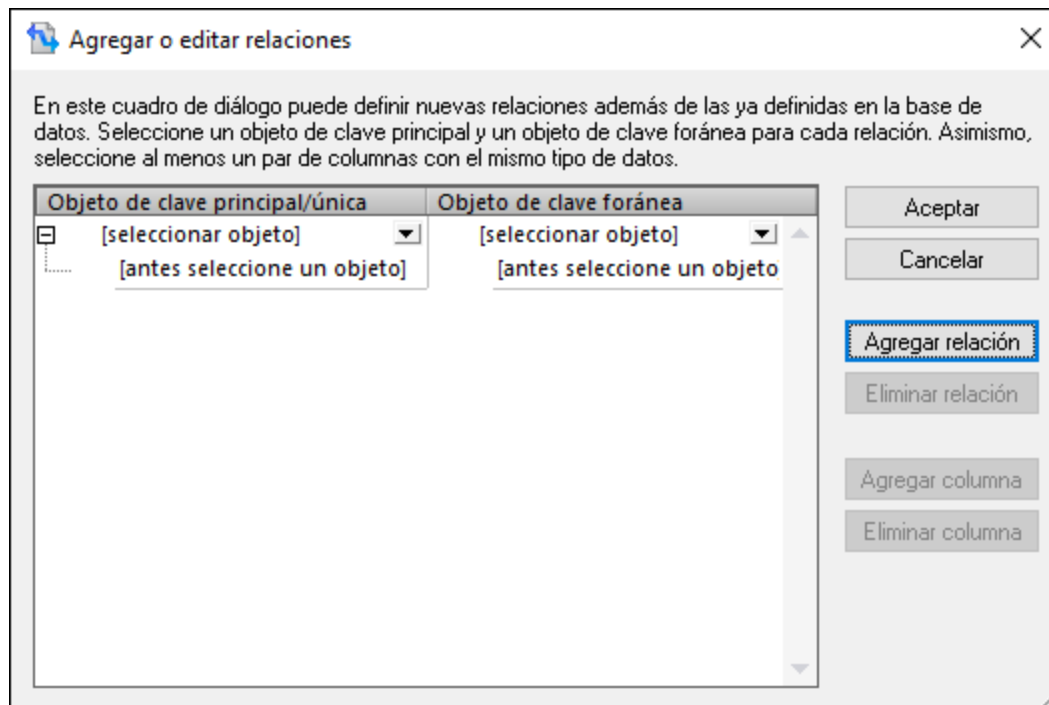 Agregar o editar relaciones
En este cuadro de diálogo puede definir nuevas relaciones además de las ya definidas en la base de
datos. Seleccione un objeto de clave principal y un objeto de clave foránea para cada relación. Asimismo,
seleccione al menos un par de columnas con el mismo tipo de datos.
Objeto de clave principal/única Objeto de clave foránea
[seleccionar objeto] [seleccionar objeto]
[antes seleccione un objeto] [antes seleccione un objeto
Aceptar
Cancelar
Agregar relación
Eliminar relación
Agregar columna
Eliminar columna